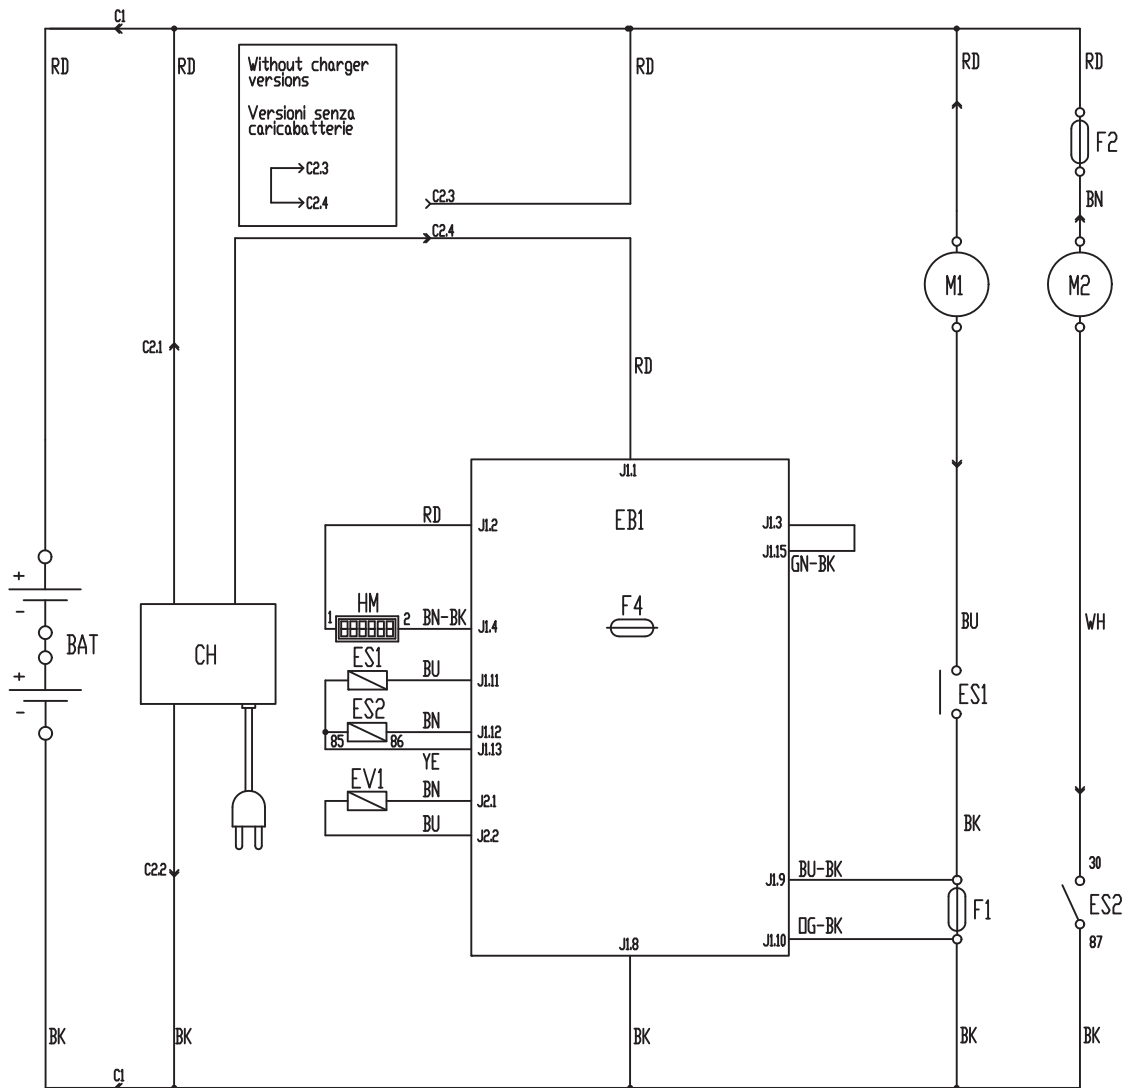 C1
RD
RD
Without charger
versions
Versioni senza
caricabatterie
C2.3
C2.4
RD
RD
RD
F2
BN
C2.3
C2.4
M1
M2
C2.1
RD
J1.1
EB1
RD
J1.2
J1.3
J1.15
GN-BK
F4
HM
1
2
BN-BK
J1.4
BU
WH
+
-
BAT
+
-
CH
ES1
BU
J1.11
ES2
BN
J1.12
85
86
J1.13
YE
EV1
BN
J2.1
BU
J2.2
ES1
BK
C2.2
J1.9
BU-BK
30
F1
ES2
J1.10
OG-BK
87
J1.8
BK
BK
BK
BK
BK
C1